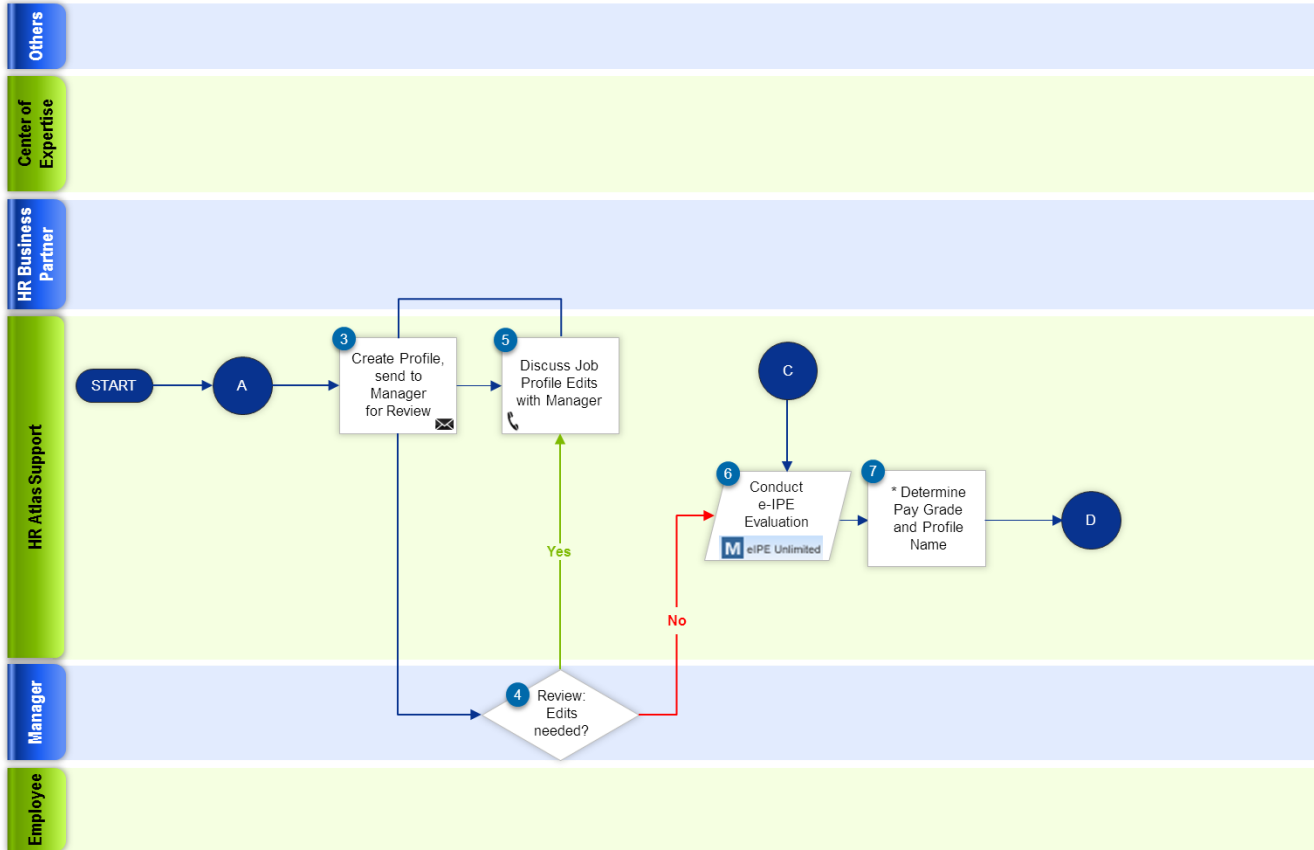 Others
Center of
Expertise
HR Business
Partner
HR Atlas Support
START
A
3
Create Profile,
send to
Manager
for Review
5
Discuss Job
Profile Edits
with Manager
C
6
Conduct
e-IPE
Evaluation
M eIPE Unlimited
7
* Determine
Pay Grade
and Profile
Name
D
Yes
No
Manager
4
Review:
Edits
needed?
Employee